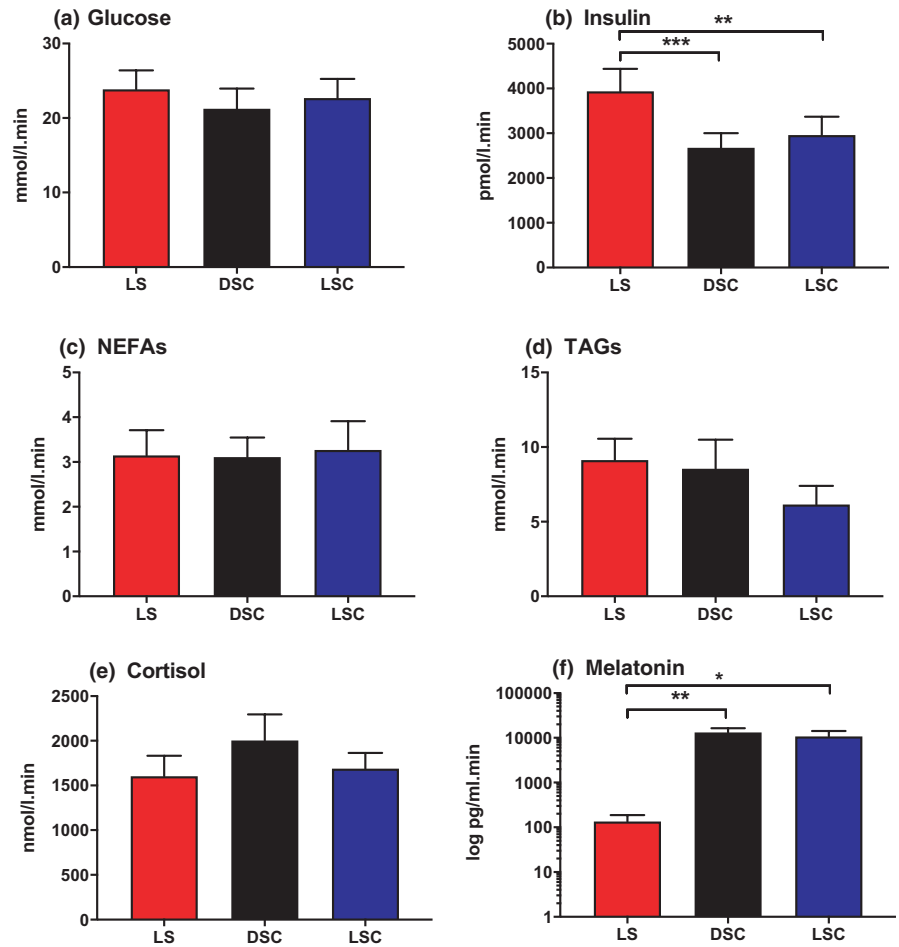 (a) Glucose
mmol/l.min
30
20
10
0
LS DSC LSC
(b) Insulin
**
***
pmol/l.min
5000
4000
3000
2000
1000
0
LS DSC LSC
(c) NEFAs
mmol/l.min
5
4
3
2
1
0
LS DSC LSC
(d) TAGs
mmol/l.min
15
10
5
0
LS DSC LSC
(e) Cortisol
nmol/l.min
2500
2000
1500
1000
500
0
LS DSC LSC
(f) Melatonin
*
**
log pg/ml.min
100000
10000
1000
100
10
1
LS DSC LSC